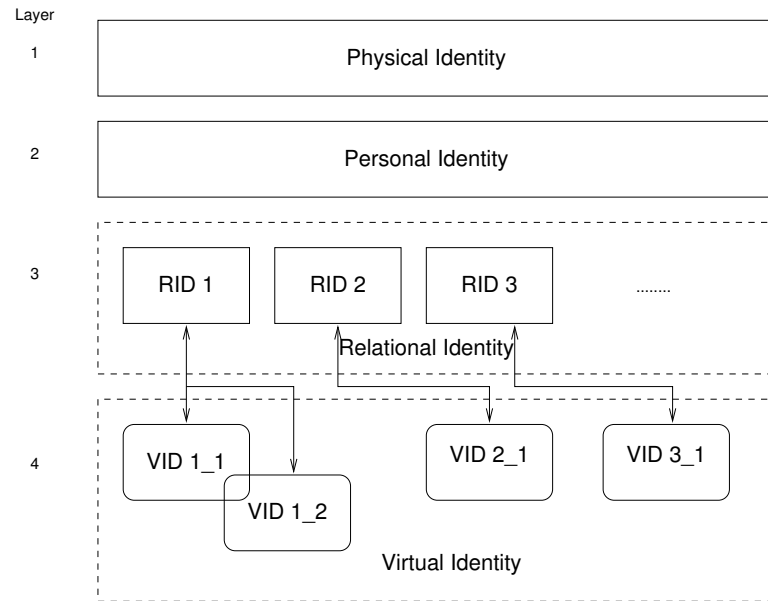 Layer
1
Physical Identity
2
Personal Identity
3
RID 1
RID 2
RID 3
........
Relational Identity
4
VID 1_1
VID 2_1
VID 3_1
VID 1_2
Virtual Identity